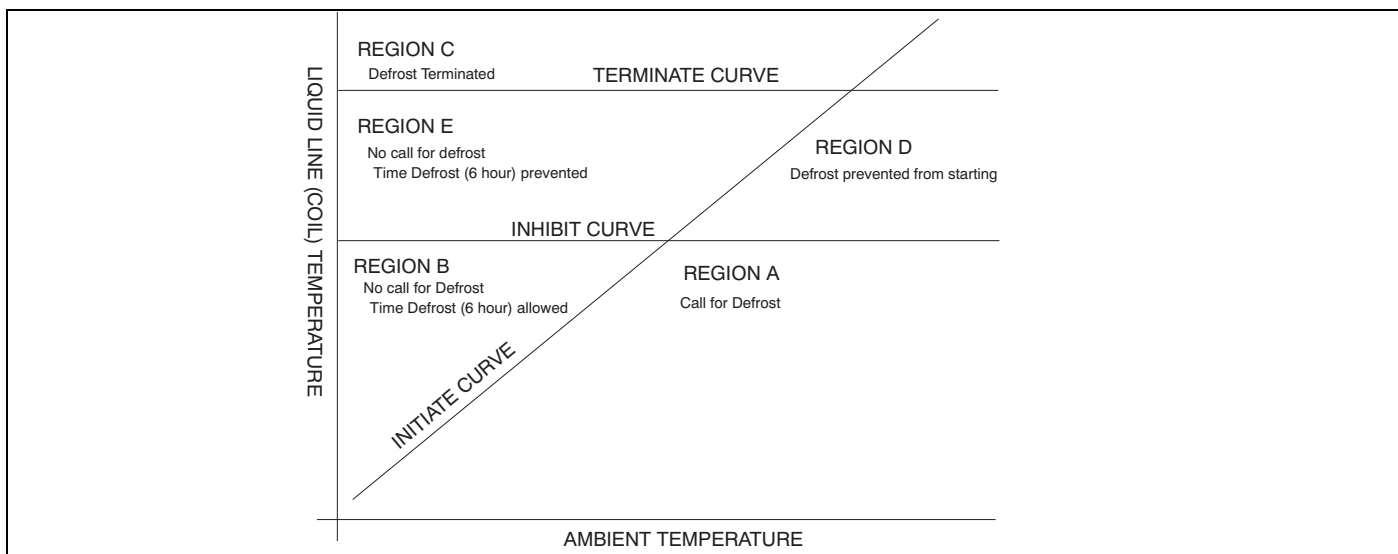 REGION C
Defrost Terminated
TERMINATE CURVE
LIQUID LINE (COIL) TEMPERATURE
REGION E
No call for defrost
Time Defrost (6 hour) prevented
REGION D
Defrost prevented from starting
INHIBIT CURVE
REGION B
No call for Defrost
Time Defrost (6 hour) allowed
REGION A
Call for Defrost
INITIATE CURVE
AMBIENT TEMPERATURE